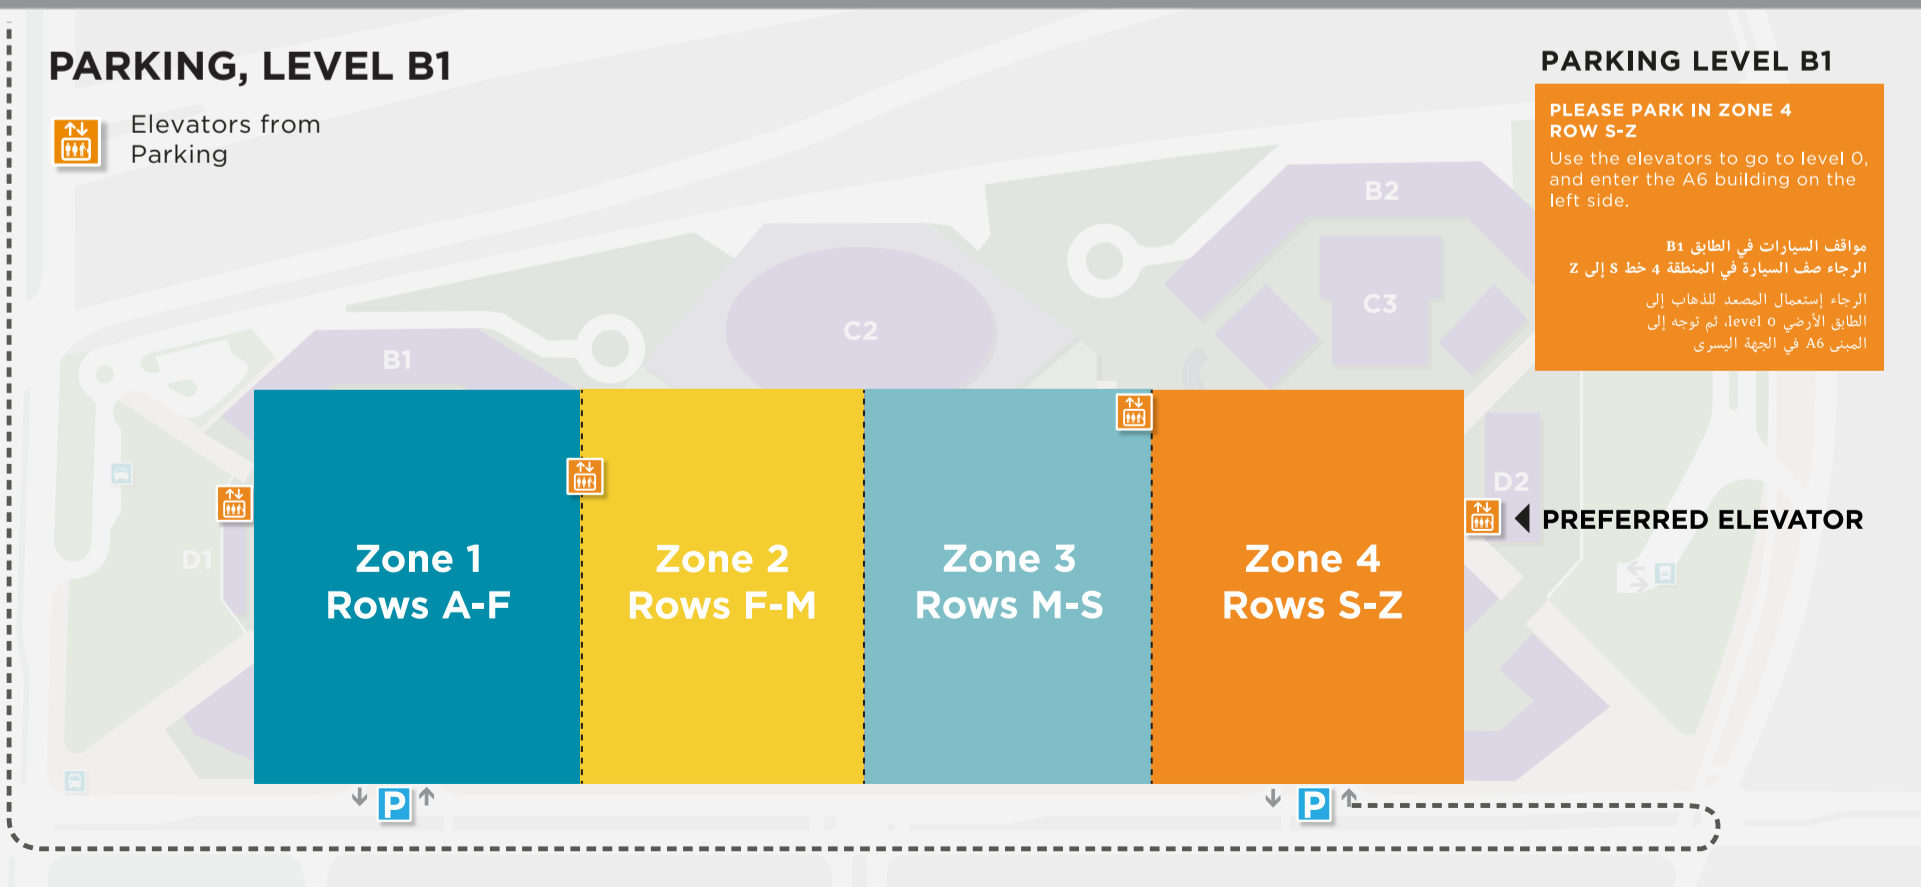 PARKING, LEVEL B1
Elevators from
Parking
PARKING LEVEL B1
PLEASE PARK IN ZONE 4
ROW S-Z
Use the elevators to go to level 0,
and enter the A6 building on the
left side.
مواقف السيارات في الطابق B1
الرجاء صف السيارة في المنطقة 4 خط S إلى Z
الرجاء إستعمال المصعد للذهاب إلى
الطابق الأرضي level 0، ثم توجه إلى
المبنى A6 في الجهة اليسرى
B2
C3
C2
B1
D2
D1
PREFERRED ELEVATOR
Zone 1
Rows A-F
Zone 2
Rows F-M
Zone 3
Rows M-S
Zone 4
Rows S-Z
P
P